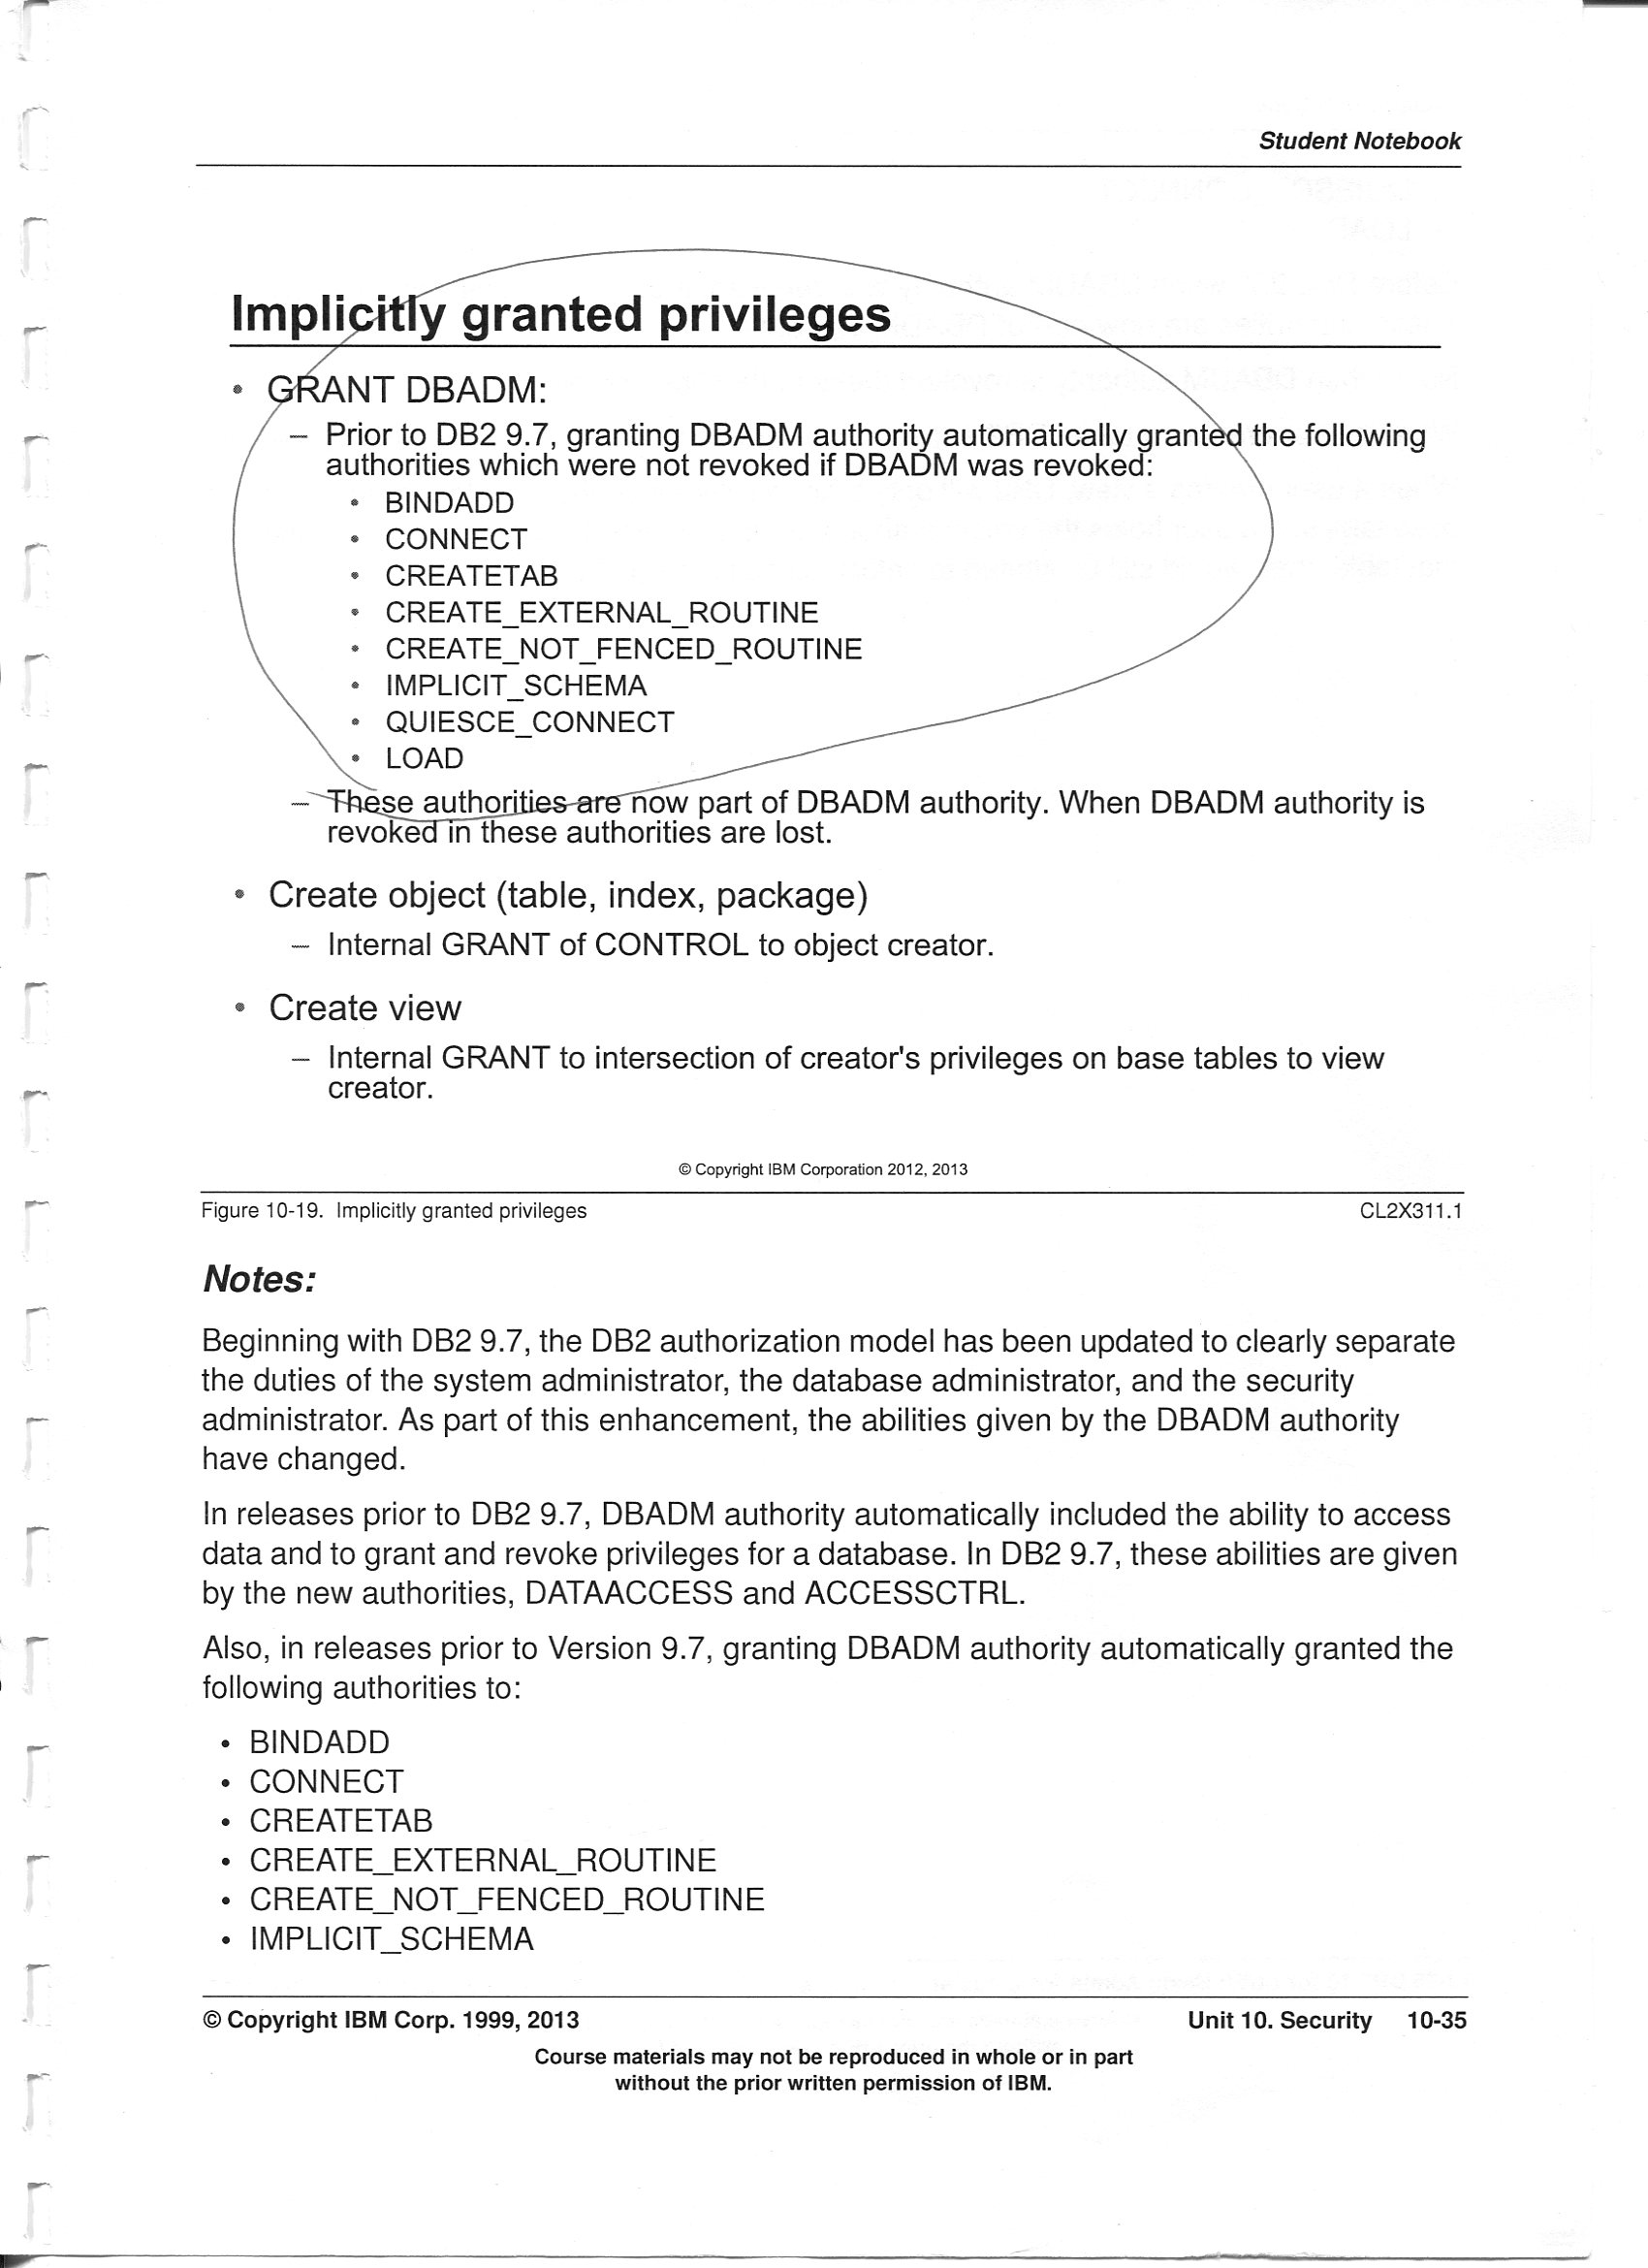 Student Notebook
Implicitly granted privileges
• GRANT DBADM:
– Prior to DB2 9.7, granting DBADM authority automatically granted the following
authorities which were not revoked if DBADM was revoked:
• BINDADD
• CONNECT
• CREATETAB
• CREATE_EXTERNAL_ROUTINE
• CREATE_NOT_FENCED_ROUTINE
• IMPLICIT_SCHEMA
• QUIESCE_CONNECT
• LOAD
– These authorities are now part of DBADM authority. When DBADM authority is
revoked in these authorities are lost.
• Create object (table, index, package)
– Internal GRANT of CONTROL to object creator.
• Create view
– Internal GRANT to intersection of creator's privileges on base tables to view
creator.
© Copyright IBM Corporation 2012, 2013
Figure 10-19. Implicitly granted privileges CL2X311.1
Notes:
Beginning with DB2 9.7, the DB2 authorization model has been updated to clearly separate
the duties of the system administrator, the database administrator, and the security
administrator. As part of this enhancement, the abilities given by the DBADM authority
have changed.
In releases prior to DB2 9.7, DBADM authority automatically included the ability to access
data and to grant and revoke privileges for a database. In DB2 9.7, these abilities are given
by the new authorities, DATAACCESS and ACCESSCTRL.
Also, in releases prior to Version 9.7, granting DBADM authority automatically granted the
following authorities to:
• BINDADD
• CONNECT
• CREATETAB
• CREATE_EXTERNAL_ROUTINE
• CREATE_NOT_FENCED_ROUTINE
• IMPLICIT_SCHEMA
© Copyright IBM Corp. 1999, 2013 Unit 10. Security 10-35
Course materials may not be reproduced in whole or in part
without the prior written permission of IBM.